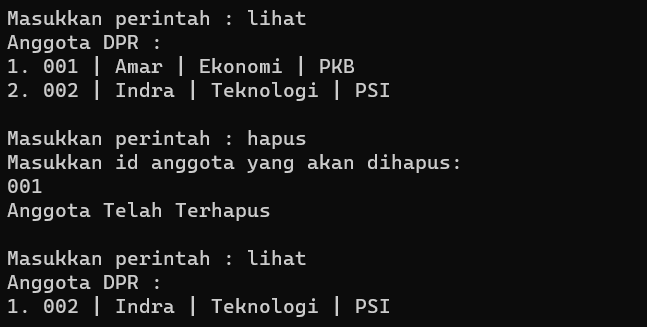 Masukkan perintah : lihat
Anggota DPR :
1. 001 | Amar | Ekonomi | PKB
2. 002 | Indra | Teknologi | PSI
Masukkan perintah : hapus
Masukkan id anggota yang akan dihapus:
001
Anggota Telah Terhapus
Masukkan perintah : lihat
Anggota DPR :
1. 002 | Indra | Teknologi | PSI